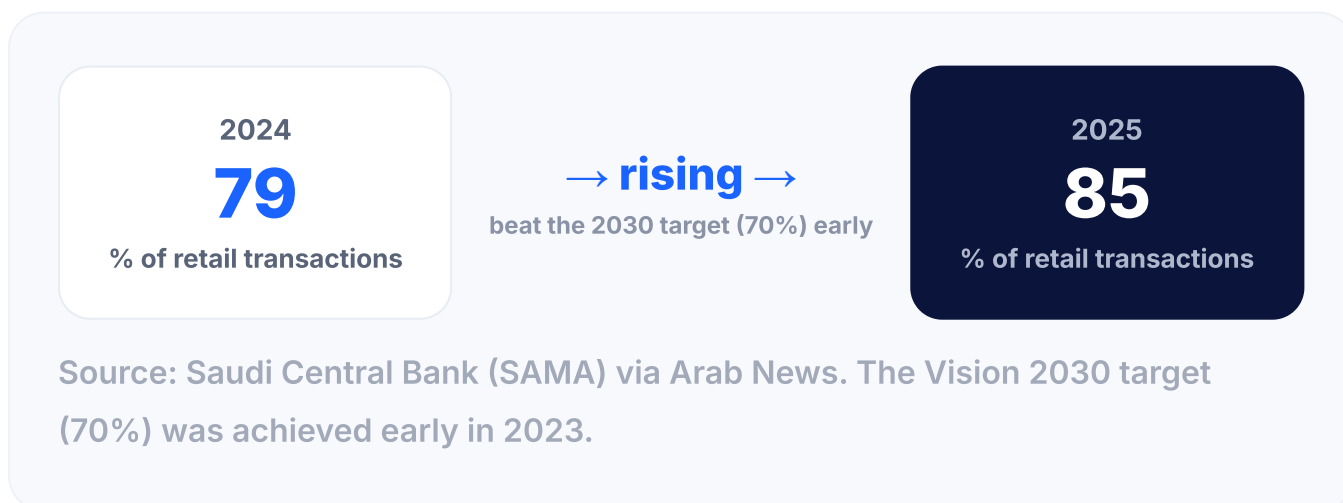 2024
79
% of retail transactions
→ rising →
beat the 2030 target (70%) early
2025
85
% of retail transactions
Source: Saudi Central Bank (SAMA) via Arab News. The Vision 2030 target
(70%) was achieved early in 2023.